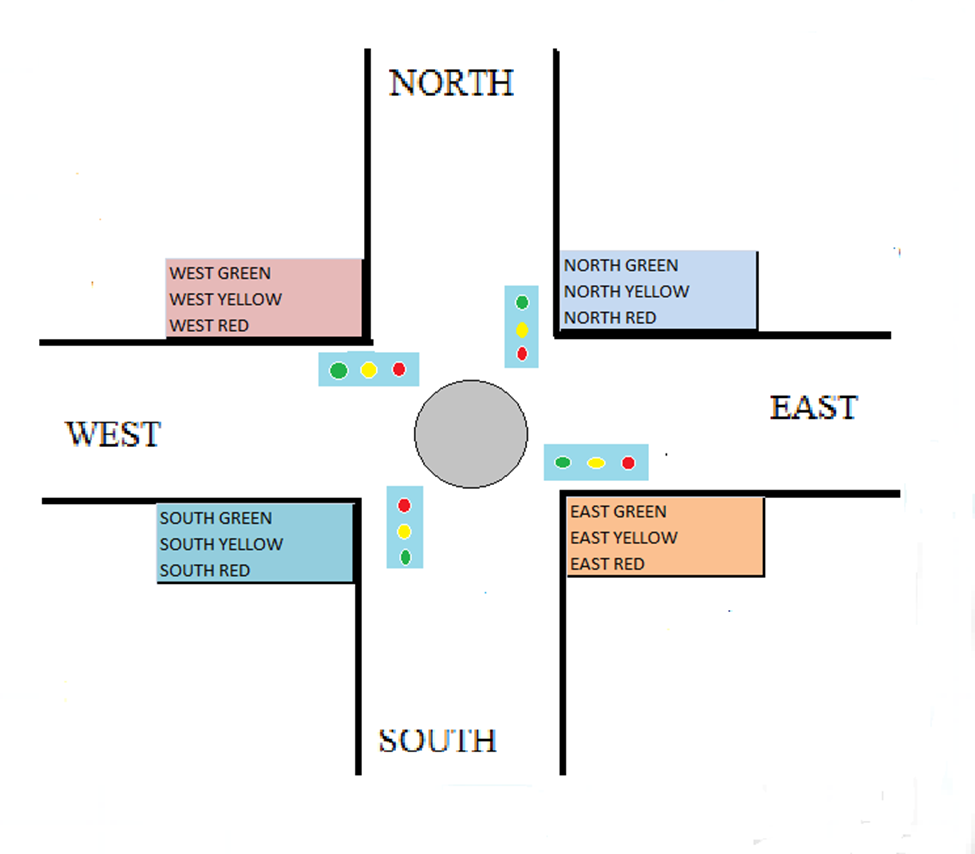 NORTH
WEST GREEN
WEST YELLOW
WEST RED
NORTH GREEN
NORTH YELLOW
NORTH RED
WEST
EAST
SOUTH GREEN
SOUTH YELLOW
SOUTH RED
EAST GREEN
EAST YELLOW
EAST RED
SOUTH